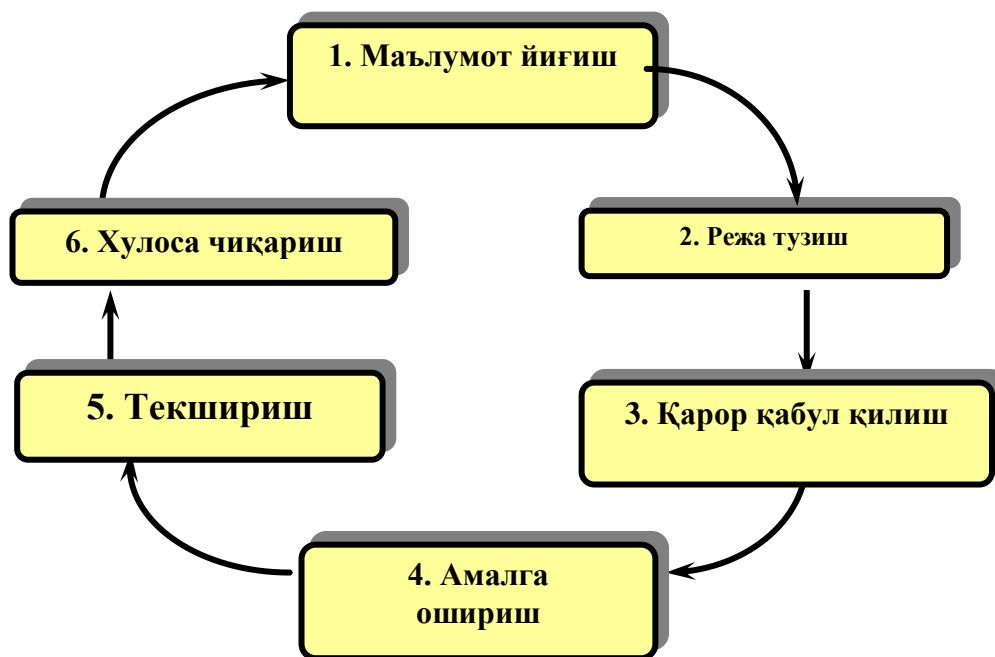 1. Маълумот йиғиш
2. Режа тузиш
3. Қарор қабул қилиш
4. Амалга
ошириш
5. Текшириш
6. Хулоса чиқариш